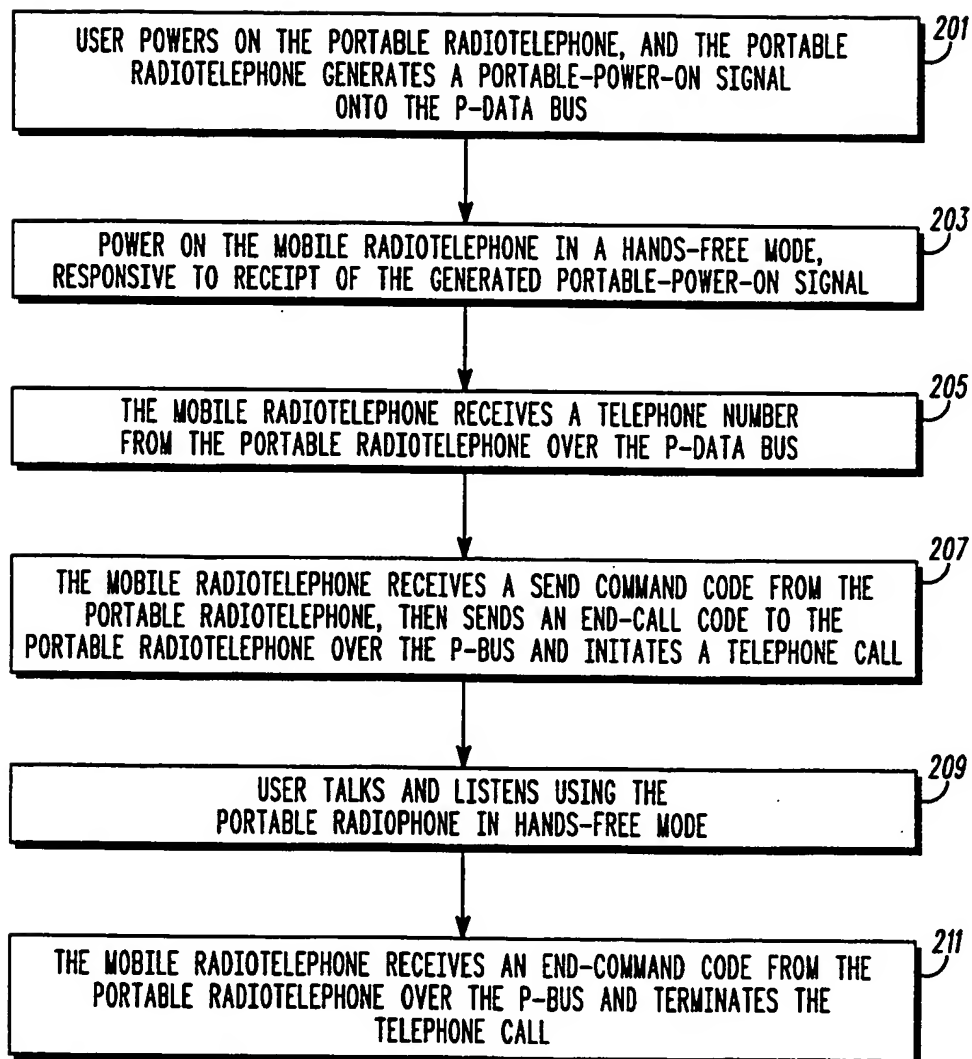 201
USER POWERS ON THE PORTABLE RADIOTELEPHONE, AND THE PORTABLE
RADIOTELEPHONE GENERATES A PORTABLE-POWER-ON SIGNAL
ONTO THE P-DATA BUS
203
POWER ON THE MOBILE RADIOTELEPHONE IN A HANDS-FREE MODE,
RESPONSIVE TO RECEIPT OF THE GENERATED PORTABLE-POWER-ON SIGNAL
205
THE MOBILE RADIOTELEPHONE RECEIVES A TELEPHONE NUMBER
FROM THE PORTABLE RADIOTELEPHONE OVER THE P-DATA BUS
207
THE MOBILE RADIOTELEPHONE RECEIVES A SEND COMMAND CODE FROM THE
PORTABLE RADIOTELEPHONE, THEN SENDS AN END-CALL CODE TO THE
PORTABLE RADIOTELEPHONE OVER THE P-BUS AND INITATES A TELEPHONE CALL
209
USER TALKS AND LISTENS USING THE
PORTABLE RADIOPHONE IN HANDS-FREE MODE
211
THE MOBILE RADIOTELEPHONE RECEIVES AN END-COMMAND CODE FROM THE
PORTABLE RADIOTELEPHONE OVER THE P-BUS AND TERMINATES THE
TELEPHONE CALL